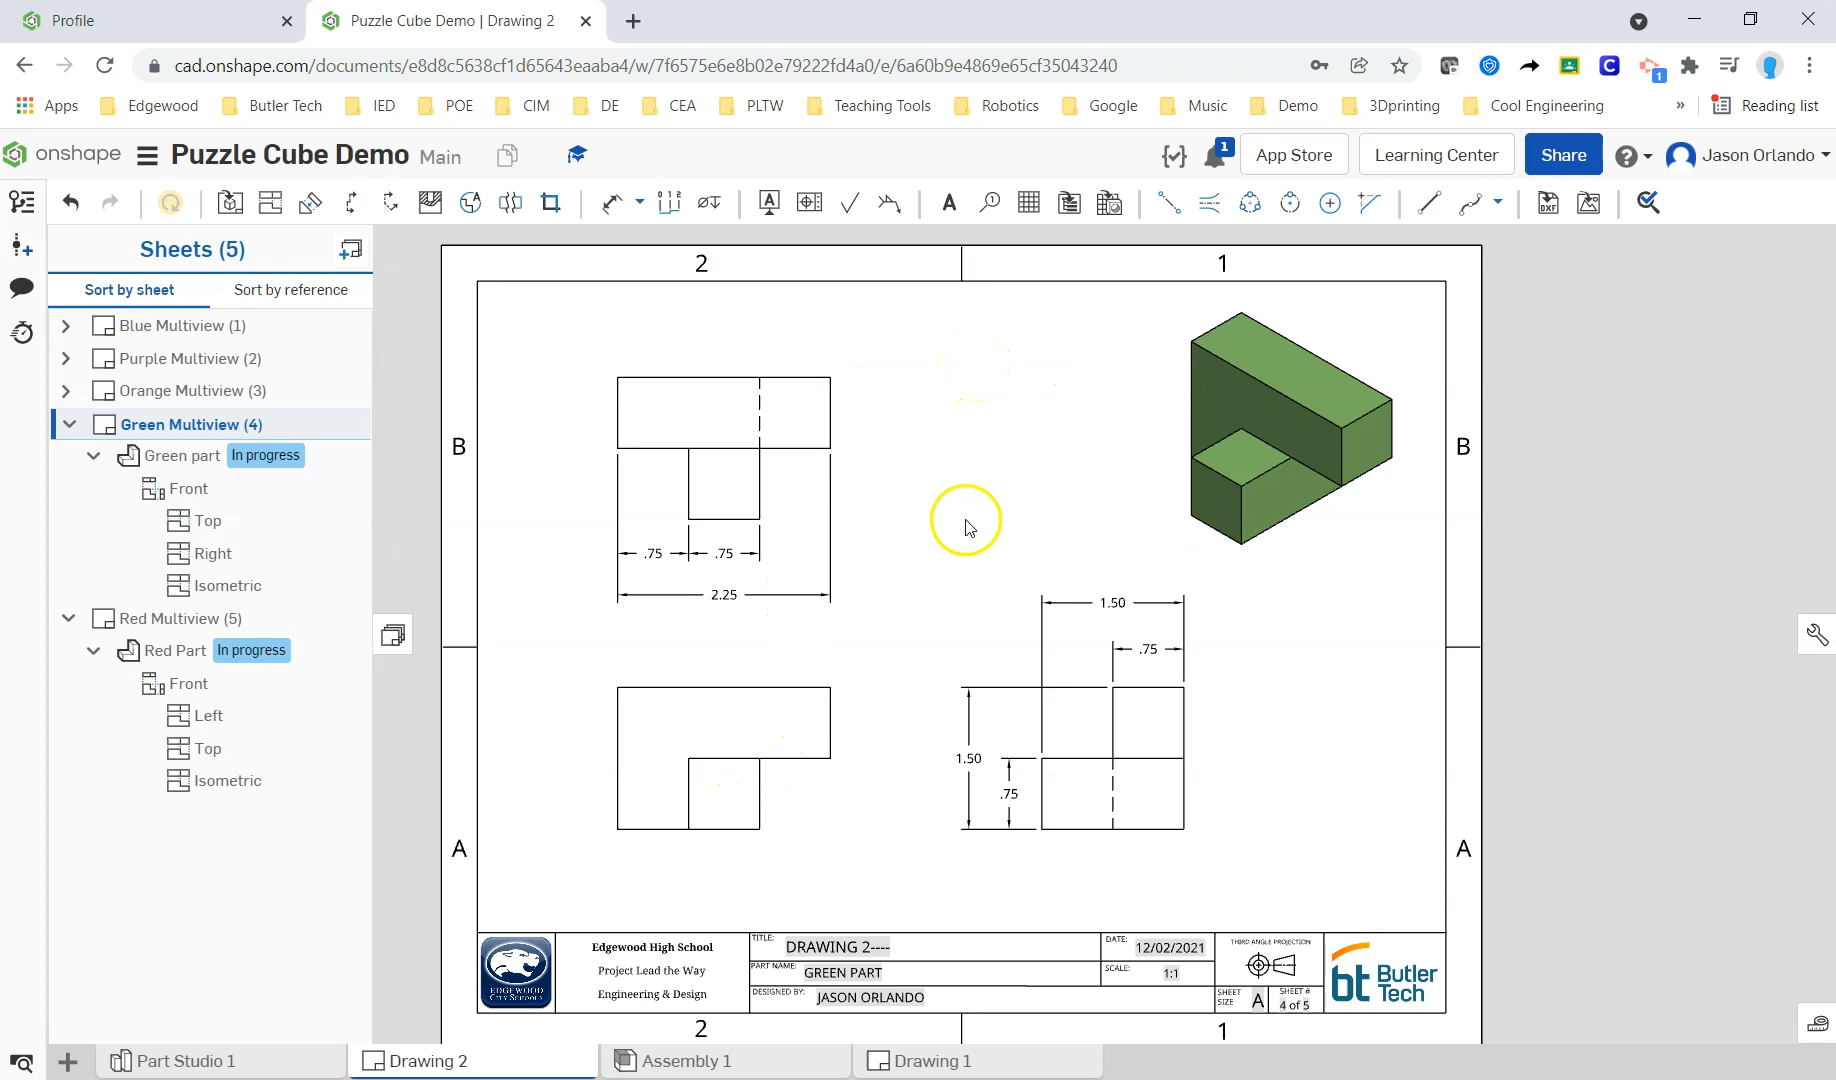 Profile
Puzzle Cube Demo | Drawing 2
cad.onshape.com/documents/e8d8c5638cf1d65643eaaba4/w/7f6575e6e8b02e79222fd4a0/e/6a60b9e4869e65cf35043240
1
Apps Edgewood Butler Tech IED POE CIM DE CEA PLTW Teaching Tools Robotics Google Music Demo 3Dprinting Cool Engineering » Reading list
onshape Puzzle Cube Demo Main 1 App Store Learning Center Share Jason Orlando
Sheets (5)
Sort by sheet Sort by reference
Blue Multiview (1)
Purple Multiview (2)
Orange Multiview (3)
Green Multiview (4)
Green part In progress
Front
Top
Right
Isometric
Red Multiview (5)
Red Part In progress
Front
Left
Top
Isometric
2 1
B B
.75 .75
2.25
1.50
.75
1.50
.75
A A
Edgewood High School
Project Lead the Way
Engineering & Design
EDGEWOOD
CITY SCHOOLS
TITLE: DRAWING 2----
PART NAME: GREEN PART
DESIGNED BY: JASON ORLANDO
DATE: 12/02/2021
SCALE: 1:1
THIRD ANGLE PROJECTION
SHEET SIZE A
SHEET # 4 of 5
bt Butler Tech
2 1
Part Studio 1 Drawing 2 Assembly 1 Drawing 1